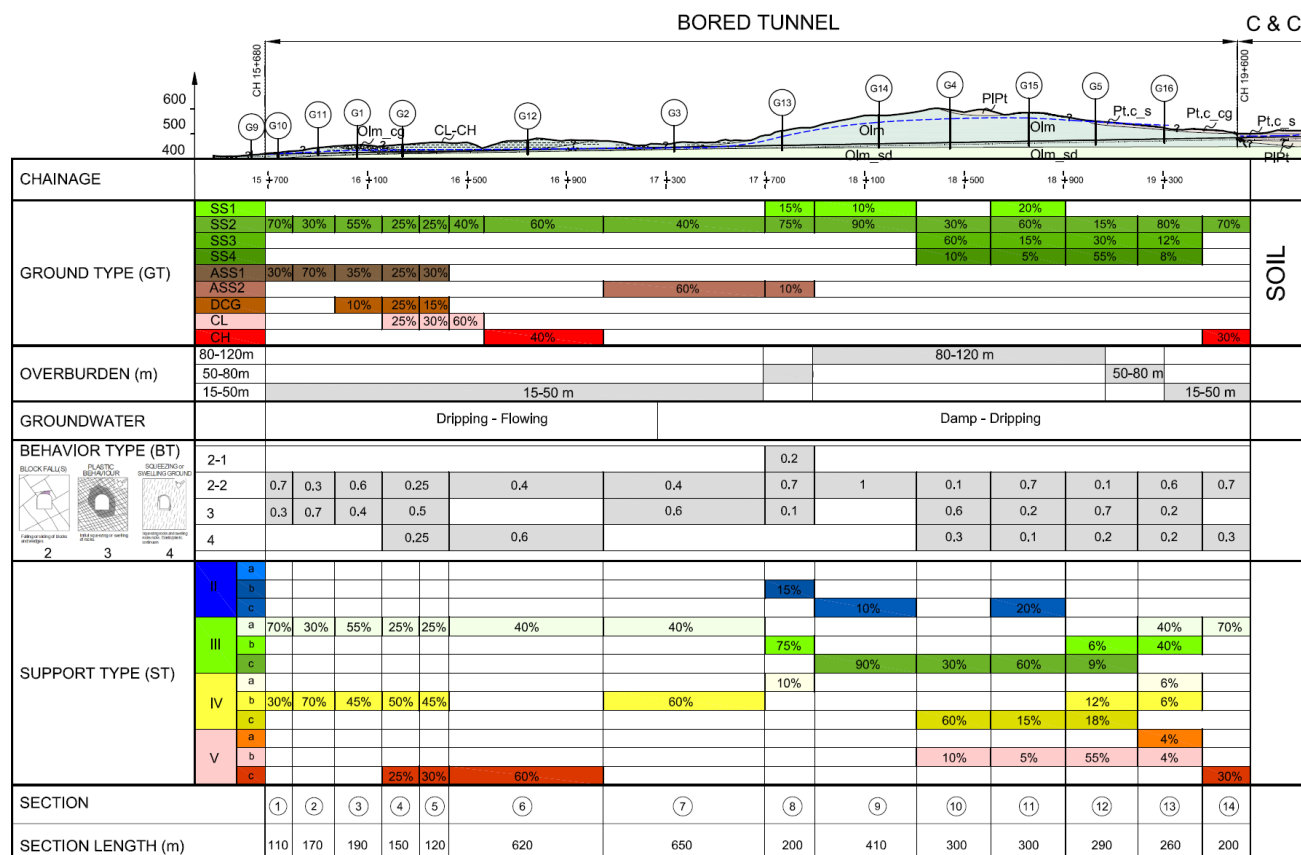 BORED TUNNEL C & C
CH 15+680
CH 19+600
600
500
400
G9 G10 G11 G1 G2 G12 G3 G13 G14 G4 G15 G5 G16
Olm_cg CL-CH Olm PlPt Olm Pt.c_s Pt.c_cg Pt.c_s
Olm_sd Olm_sd PlPt
? ? ? ? ?
CHAINAGE 15+700 16+100 16+500 16+900 17+300 17+700 18+100 18+500 18+900 19+300
GROUND TYPE (GT) SOIL
SS1 15% 10% 20%
SS2 70% 30% 55% 25% 25% 40% 60% 40% 75% 90% 30% 60% 15% 80% 70%
SS3 60% 15% 30% 12%
SS4 10% 5% 55% 8%
ASS1 30% 70% 35% 25% 30%
ASS2 60% 10%
DCG 10% 25% 15%
CL 25% 30% 60%
CH 40% 30%
OVERBURDEN (m)
80-120m 80-120 m
50-80m 50-80 m
15-50m 15-50 m 15-50 m
GROUNDWATER Dripping - Flowing Damp - Dripping
BEHAVIOR TYPE (BT)
BLOCK FALL(S) PLASTIC BEHAVIOUR SQUEEZING or SWELLING GROUND
2 3 4
2-1 0.2
2-2 0.7 0.3 0.6 0.25 0.4 0.4 0.7 1 0.1 0.7 0.1 0.6 0.7
3 0.3 0.7 0.4 0.5 0.6 0.1 0.6 0.2 0.7 0.2
4 0.25 0.6 0.3 0.1 0.2 0.2 0.3
SUPPORT TYPE (ST)
II
a
b 15%
c 10% 20%
III
a 70% 30% 55% 25% 25% 40% 40% 40% 70%
b 75% 6% 40%
c 90% 30% 60% 9%
IV
a 10% 6%
b 30% 70% 45% 50% 45% 60% 12% 6%
c 60% 15% 18%
V
a 4%
b 10% 5% 55% 4%
c 25% 30% 60% 30%
SECTION 1 2 3 4 5 6 7 8 9 10 11 12 13 14
SECTION LENGTH (m) 110 170 190 150 120 620 650 200 410 300 300 290 260 200